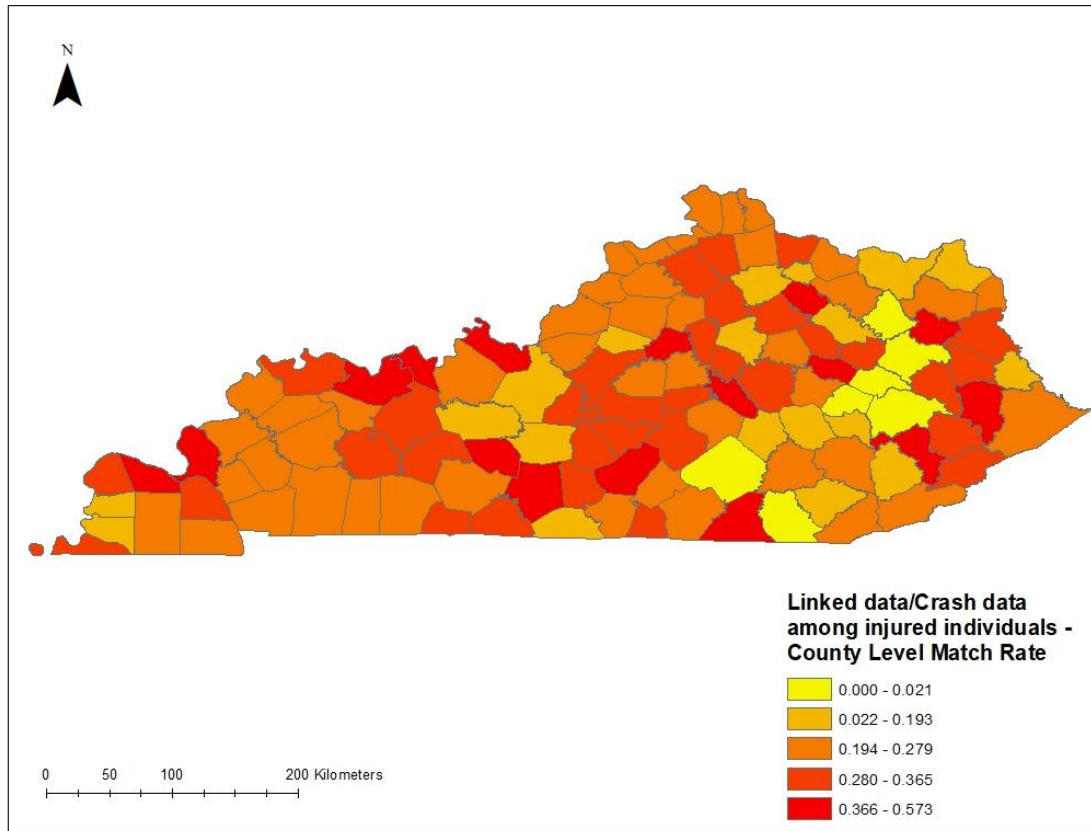 N
Linked data/Crash data
among injured individuals -
County Level Match Rate
0.000 - 0.021
0.022 - 0.193
0.194 - 0.279
0.280 - 0.365
0.366 - 0.573
0 50 100 200 Kilometers